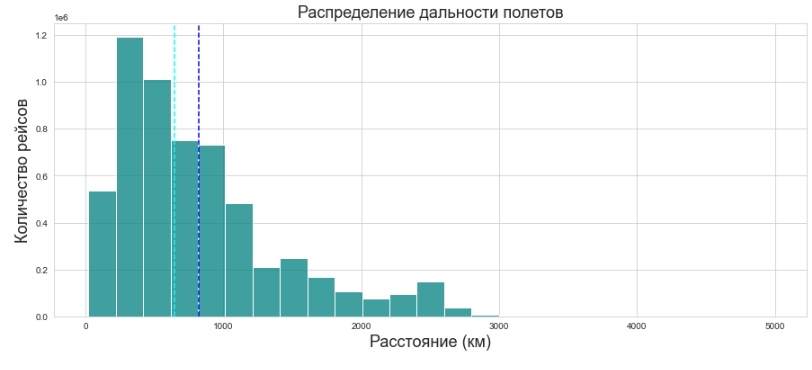 Распределение дальности полетов
1e6
1.2
1.0
0.8
0.6
0.4
0.2
0.0
Количество рейсов
0 1000 2000 3000 4000 5000
Расстояние (км)